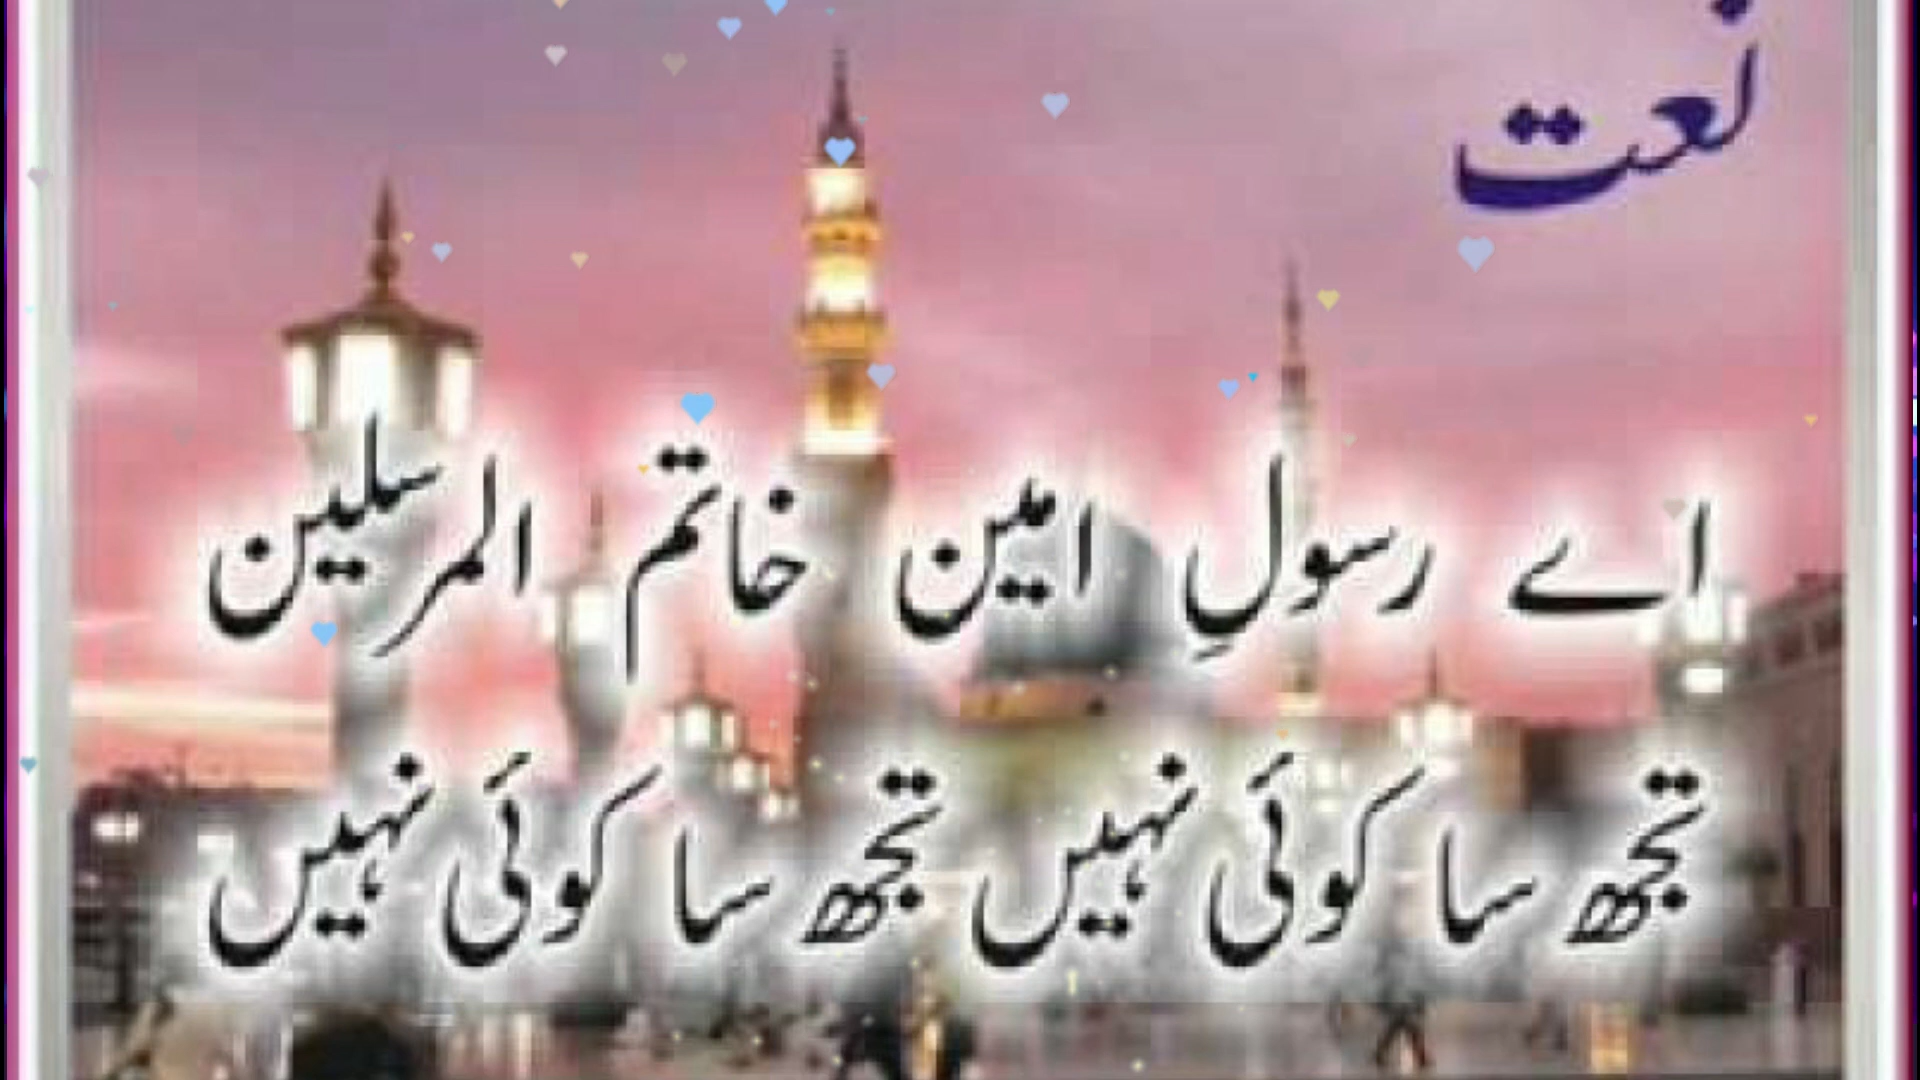 نعت
اے رسولِ امین خاتم المرسلین
تجھ سا کوئی نہیں تجھ سا کوئی نہیں